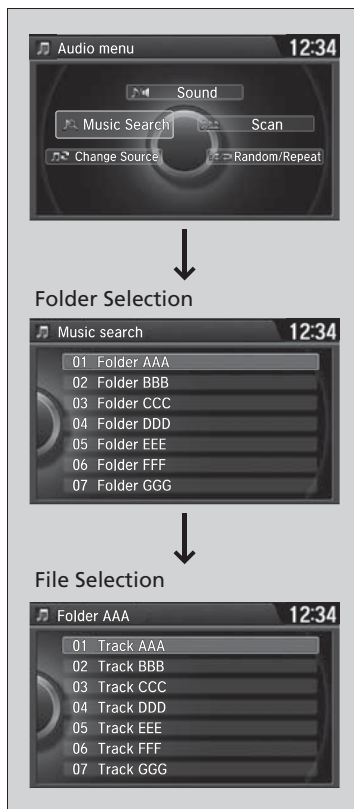 Audio menu 12:34
Sound
Music Search Scan
Change Source Random/Repeat
Folder Selection
Music search 12:34
01 Folder AAA
02 Folder BBB
03 Folder CCC
04 Folder DDD
05 Folder EEE
06 Folder FFF
07 Folder GGG
File Selection
Folder AAA 12:34
01 Track AAA
02 Track BBB
03 Track CCC
04 Track DDD
05 Track EEE
06 Track FFF
07 Track GGG